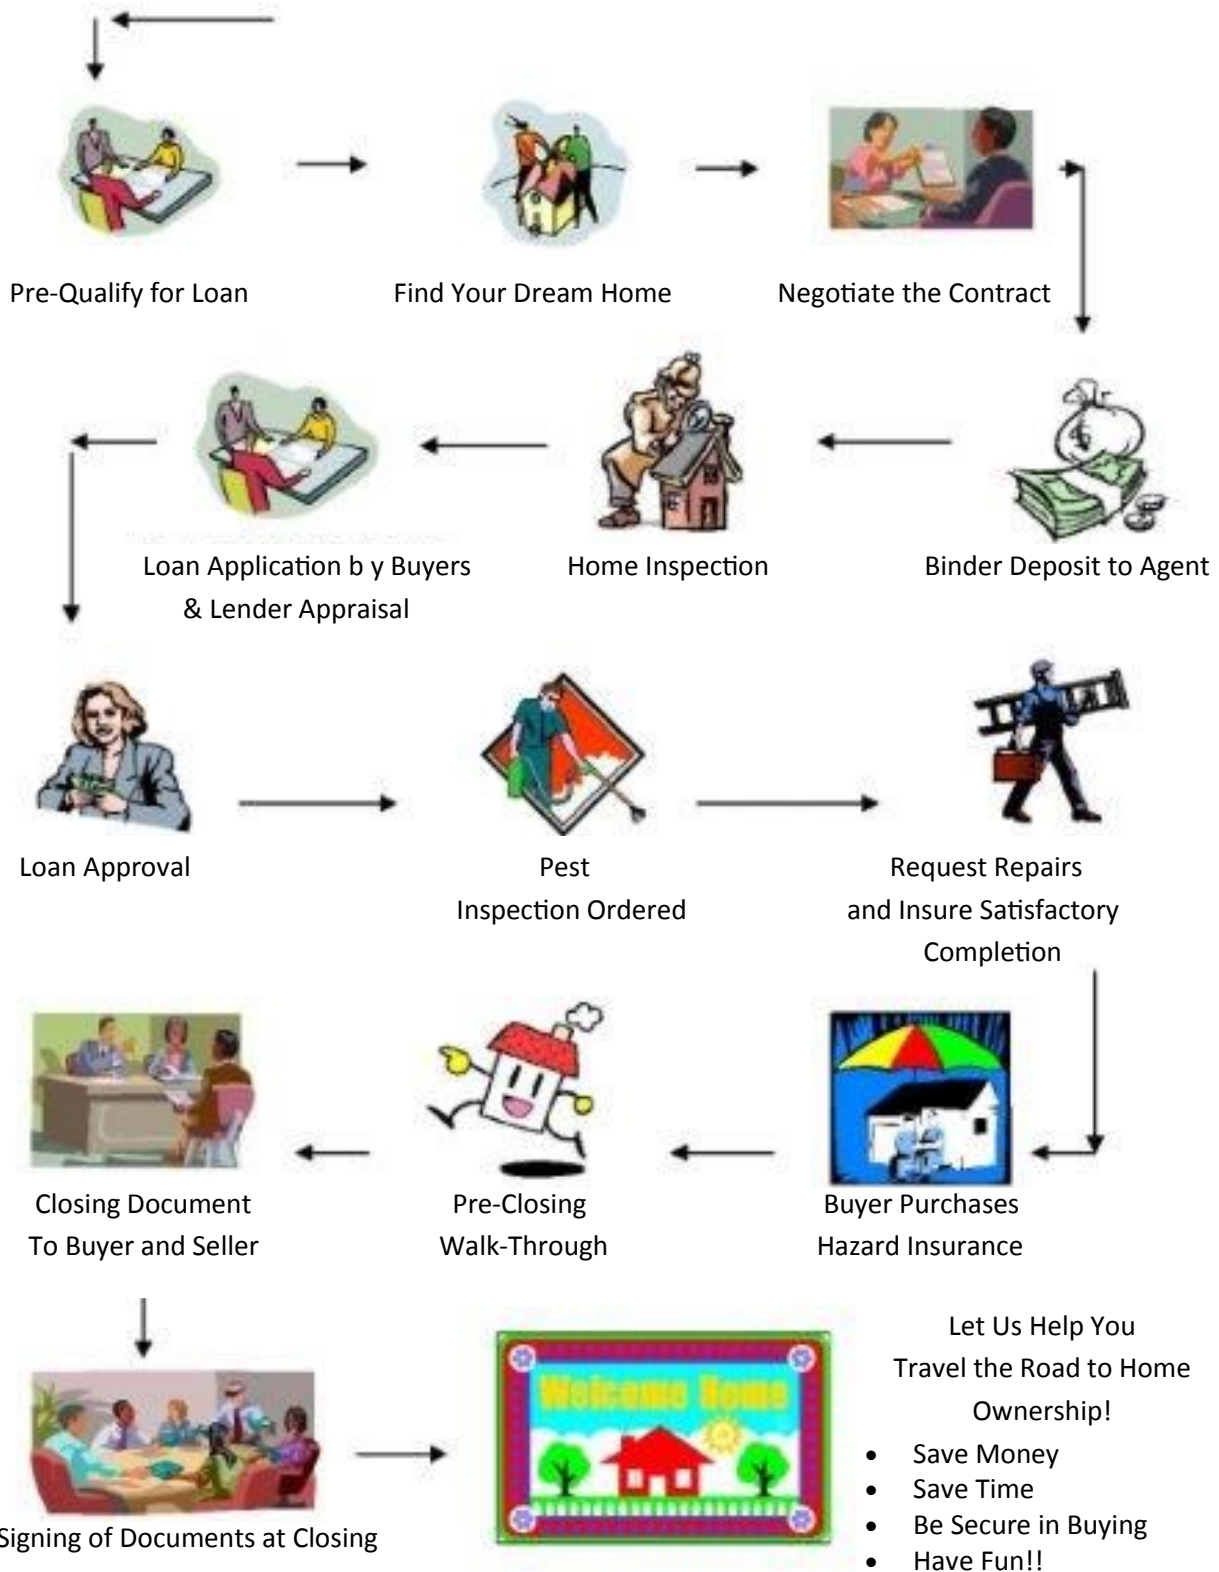 Pre-Qualify for Loan
Find Your Dream Home
Negotiate the Contract
Binder Deposit to Agent
Home Inspection
Loan Application b y Buyers
& Lender Appraisal
Loan Approval
Pest
Inspection Ordered
Request Repairs
and Insure Satisfactory
Completion
Buyer Purchases
Hazard Insurance
Pre-Closing
Walk-Through
Closing Document
To Buyer and Seller
Signing of Documents at Closing
Welcome Home
Let Us Help You
Travel the Road to Home
Ownership!
• Save Money
• Save Time
• Be Secure in Buying
• Have Fun!!